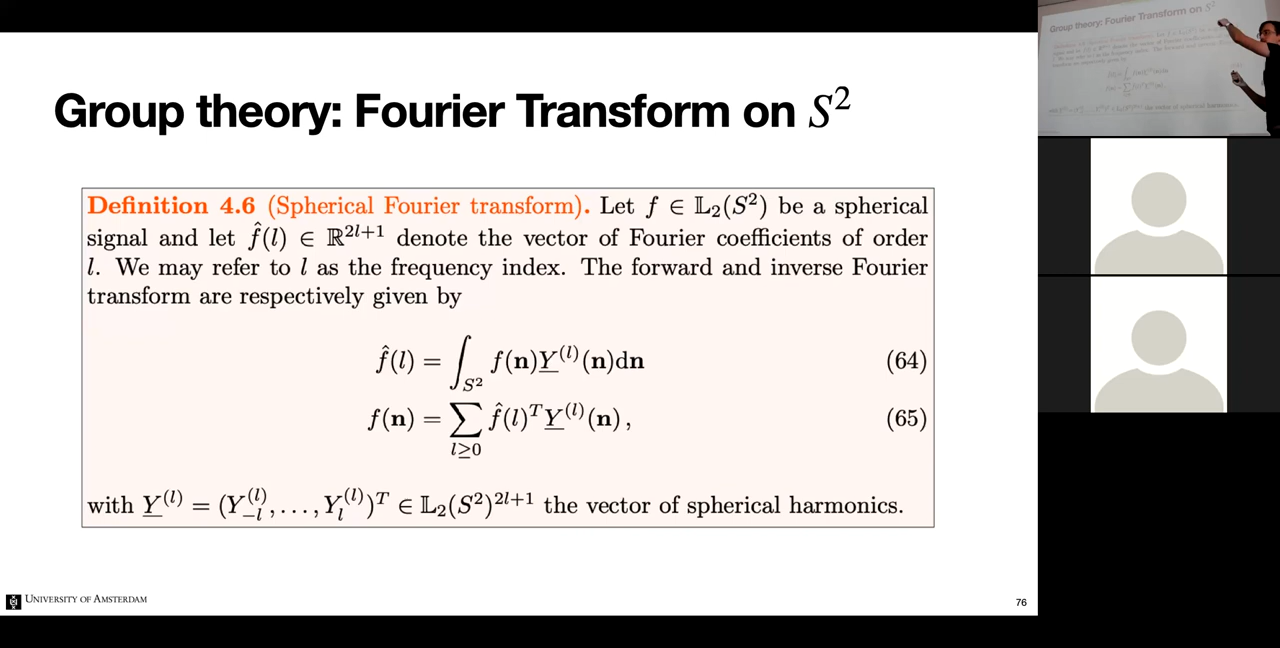 Group theory: Fourier Transform on S²
Definition 4.6 (Spherical Fourier transform). Let f ∈ 𝕃₂(S²) be a spherical
signal and let f̂(l) ∈ ℝ²ˡ⁺¹ denote the vector of Fourier coefficients of order
l. We may refer to l as the frequency index. The forward and inverse Fourier
transform are respectively given by
f̂(l) = ∫_{S²} f(n)Y̲^{(l)}(n)dn (64)
f(n) = ∑_{l≥0} f̂(l)^T Y̲^{(l)}(n), (65)
with Y̲^{(l)} = (Y_{-l}^{(l)}, . . . , Y_l^{(l)})^T ∈ 𝕃₂(S²)^{2l+1} the vector of spherical harmonics.
UNIVERSITY OF AMSTERDAM
76
Group theory: Fourier Transform on S²